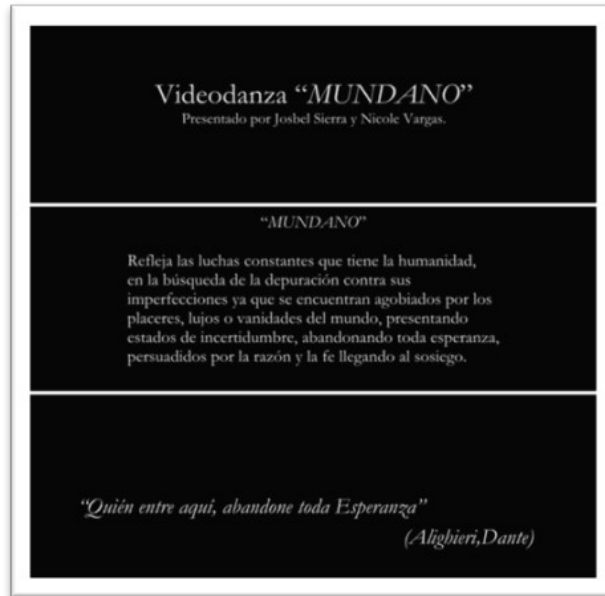 Videodanza “MUNDANO”
Presentado por Josbel Sierra y Nicole Vargas.
“MUNDANO”
Refleja las luchas constantes que tiene la humanidad,
en la búsqueda de la depuración contra sus
imperfecciones ya que se encuentran agobiados por los
placeres, lujos o vanidades del mundo, presentando
estados de incertidumbre, abandonando toda esperanza,
persuadidos por la razón y la fe llegando al sosiego.
“Quién entre aquí, abandone toda Esperanza”
(Alighieri,Dante)